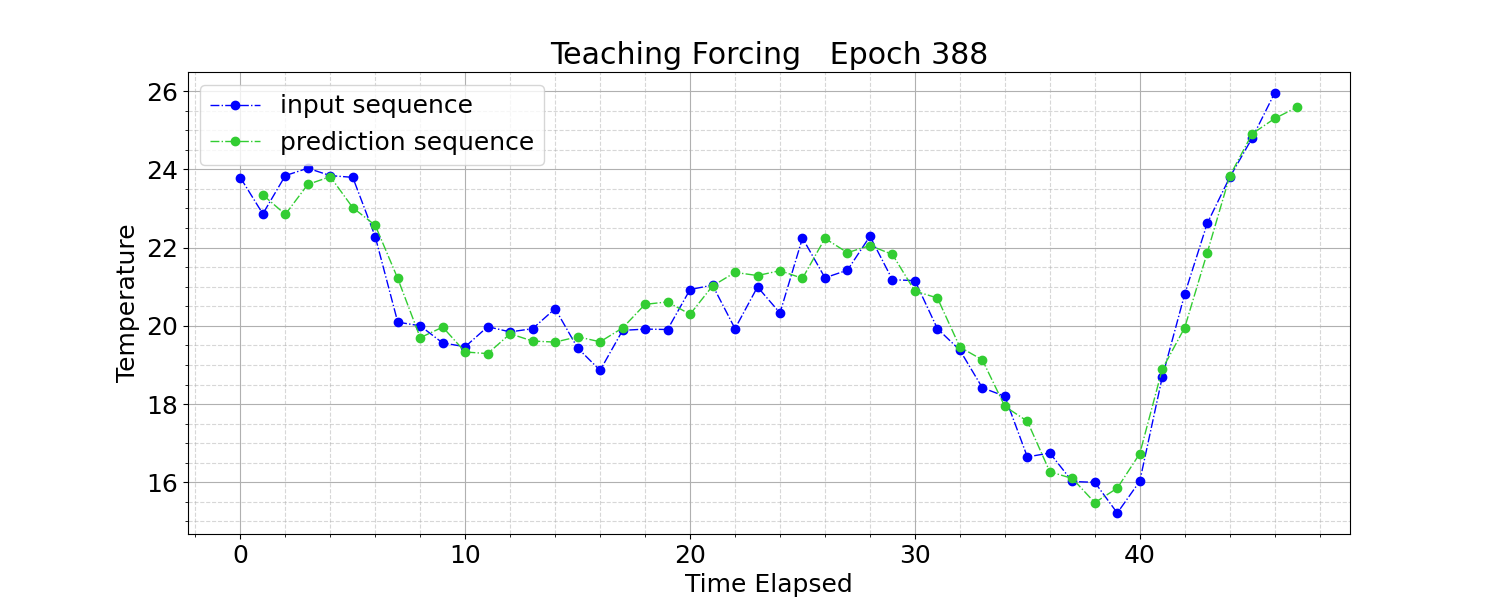 Teaching Forcing   Epoch 388
input sequence
prediction sequence
26
24
22
20
18
16
Temperature
0 10 20 30 40
Time Elapsed